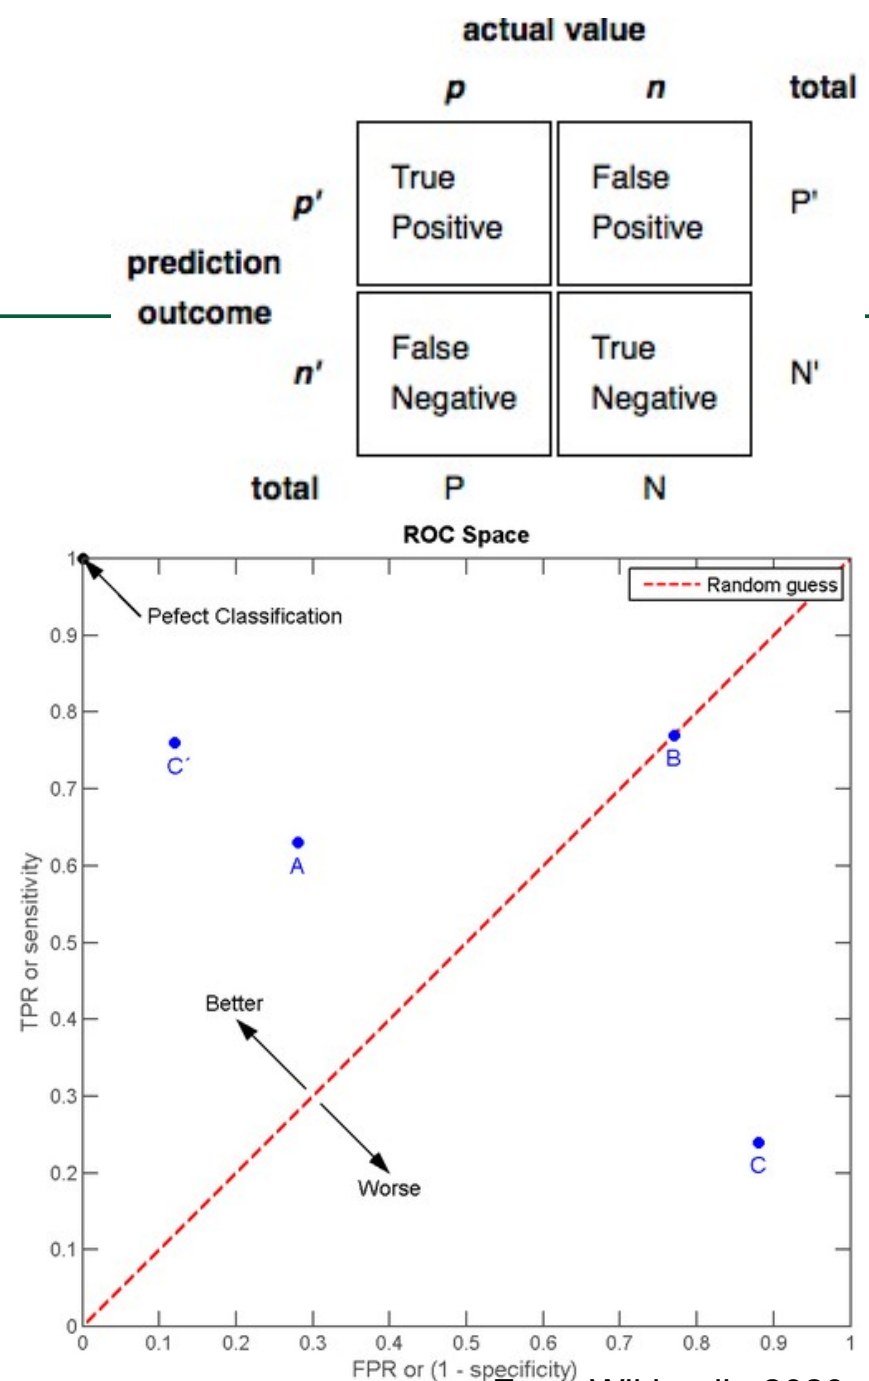 actual value
p n total
True
Positive
False
Positive
p'
P'
prediction
outcome
False
Negative
True
Negative
n'
N'
total P N
ROC Space
Random guess
Pefect Classification
C´
B
A
Better
Worse
C
TPR or sensitivity
1
0.9
0.8
0.7
0.6
0.5
0.4
0.3
0.2
0.1
0
0 0.1 0.2 0.3 0.4 0.5 0.6 0.7 0.8 0.9 1
FPR or (1 - specificity)